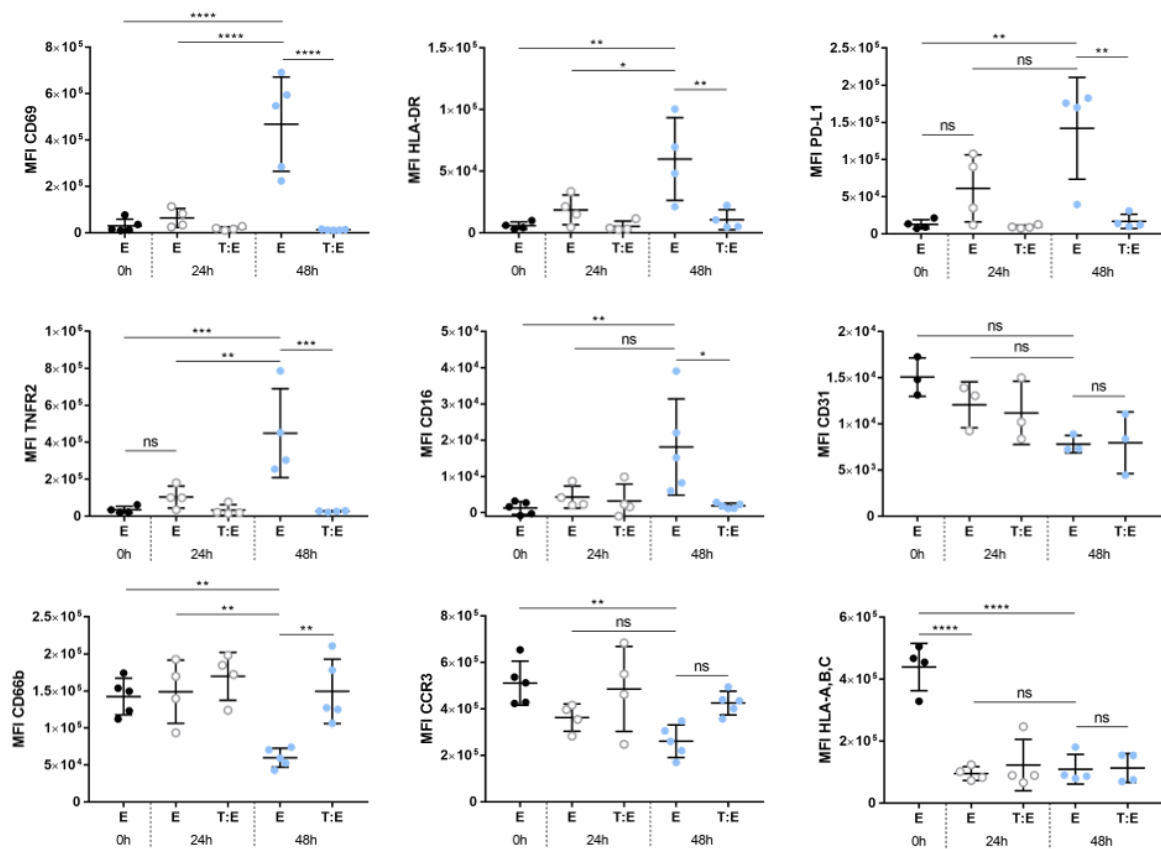 ****
****
****
8×10⁵
6×10⁵
4×10⁵
2×10⁵
0
MFI CD69
E E T:E E T:E
0h 24h 48h
**
*
**
1.5×10⁵
1×10⁵
5×10⁴
0
MFI HLA-DR
E E T:E E T:E
0h 24h 48h
**
ns
**
ns
2.5×10⁵
2×10⁵
1.5×10⁵
1×10⁵
5×10⁴
0
MFI PD-L1
E E T:E E T:E
0h 24h 48h
***
**
***
ns
1×10⁶
8×10⁵
6×10⁵
4×10⁵
2×10⁵
0
MFI TNFR2
E E T:E E T:E
0h 24h 48h
**
ns
*
5×10⁴
4×10⁴
3×10⁴
2×10⁴
1×10⁴
0
MFI CD16
E E T:E E T:E
0h 24h 48h
ns
ns
ns
2×10⁴
1.5×10⁴
1×10⁴
5×10³
0
MFI CD31
E E T:E E T:E
0h 24h 48h
**
**
**
2.5×10⁵
2×10⁵
1.5×10⁵
1×10⁵
5×10⁴
0
MFI CD66b
E E T:E E T:E
0h 24h 48h
**
ns
ns
8×10⁵
6×10⁵
4×10⁵
2×10⁵
0
MFI CCR3
E E T:E E T:E
0h 24h 48h
****
****
ns
ns
6×10⁵
4×10⁵
2×10⁵
0
MFI HLA-A,B,C
E E T:E E T:E
0h 24h 48h